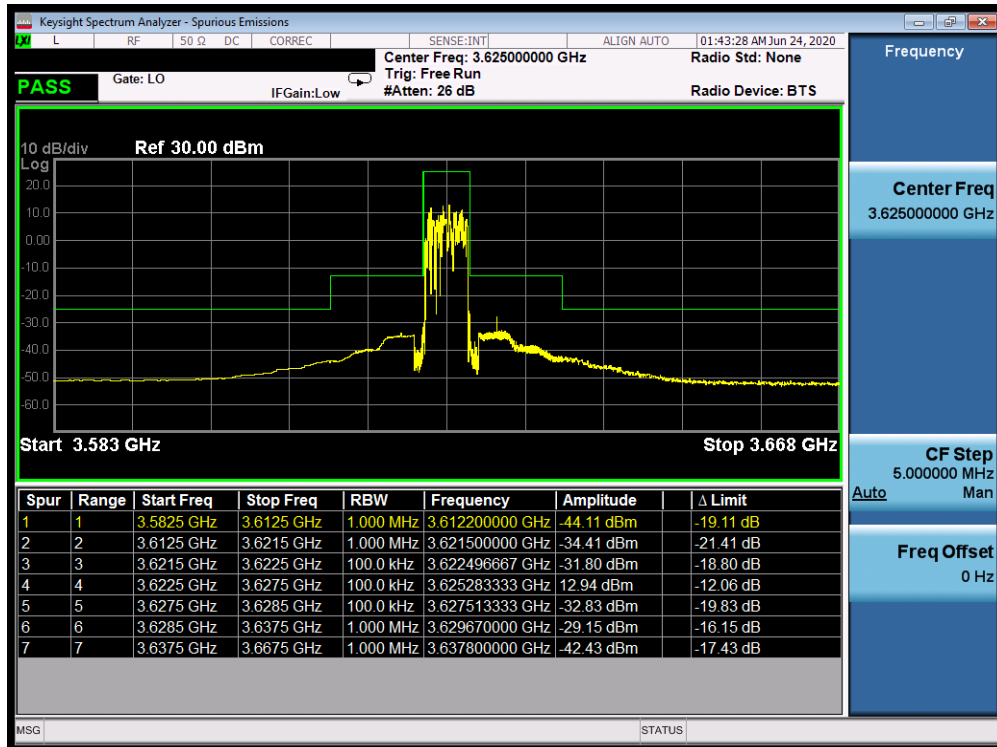 Keysight Spectrum Analyzer - Spurious Emissions
LXI L RF 50 Ω DC CORREC SENSE:INT ALIGN AUTO 01:43:28 AM Jun 24, 2020
Center Freq: 3.625000000 GHz Radio Std: None
PASS Gate: LO Trig: Free Run
IFGain:Low #Atten: 26 dB Radio Device: BTS
10 dB/div Ref 30.00 dBm
Log
20.0
10.0
0.00
-10.0
-20.0
-30.0
-40.0
-50.0
-60.0
Start 3.583 GHz Stop 3.668 GHz
Spur Range Start Freq Stop Freq RBW Frequency Amplitude Δ Limit
1 1 3.5825 GHz 3.6125 GHz 1.000 MHz 3.612200000 GHz -44.11 dBm -19.11 dB
2 2 3.6125 GHz 3.6215 GHz 1.000 MHz 3.621500000 GHz -34.41 dBm -21.41 dB
3 3 3.6215 GHz 3.6225 GHz 100.0 kHz 3.622496667 GHz -31.80 dBm -18.80 dB
4 4 3.6225 GHz 3.6275 GHz 100.0 kHz 3.625283333 GHz 12.94 dBm -12.06 dB
5 5 3.6275 GHz 3.6285 GHz 100.0 kHz 3.627513333 GHz -32.83 dBm -19.83 dB
6 6 3.6285 GHz 3.6375 GHz 1.000 MHz 3.629670000 GHz -29.15 dBm -16.15 dB
7 7 3.6375 GHz 3.6675 GHz 1.000 MHz 3.637800000 GHz -42.43 dBm -17.43 dB
MSG STATUS
Frequency
Center Freq
3.625000000 GHz
CF Step
5.000000 MHz
Auto Man
Freq Offset
0 Hz